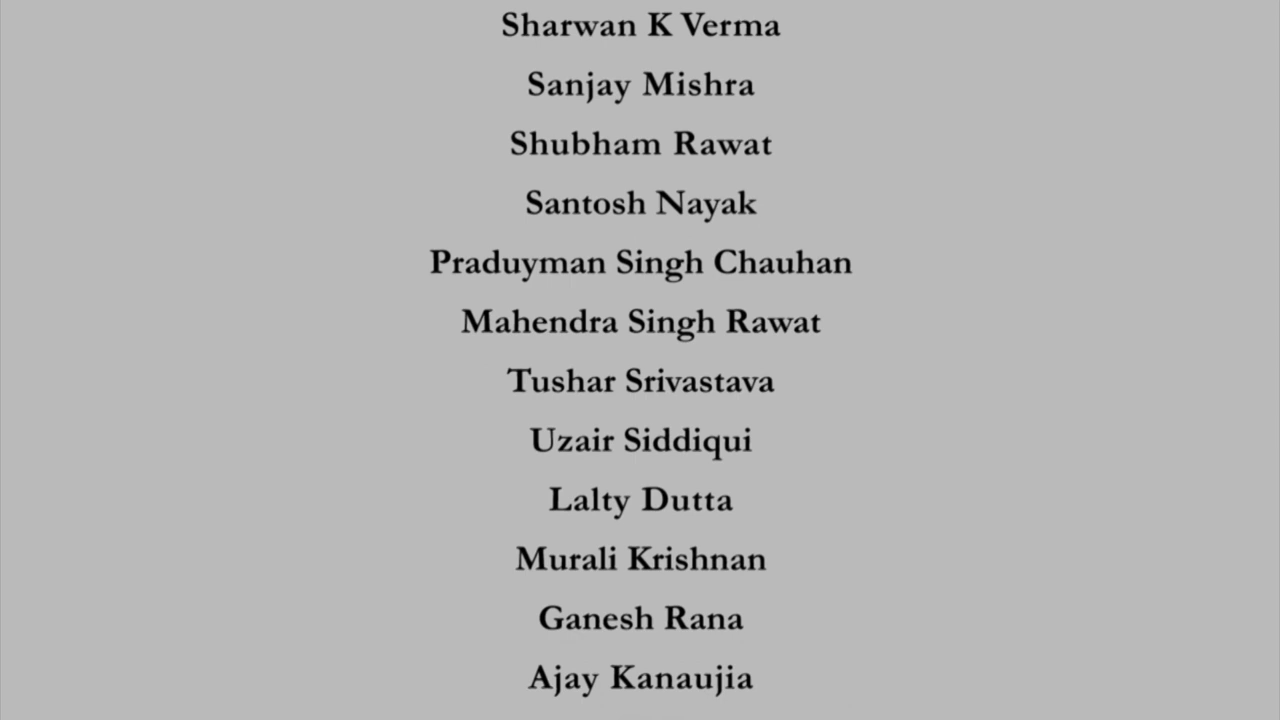 Sharwan K Verma
Sanjay Mishra
Shubham Rawat
Santosh Nayak
Praduyman Singh Chauhan
Mahendra Singh Rawat
Tushar Srivastava
Uzair Siddiqui
Lalty Dutta
Murali Krishnan
Ganesh Rana
Ajay Kanaujia